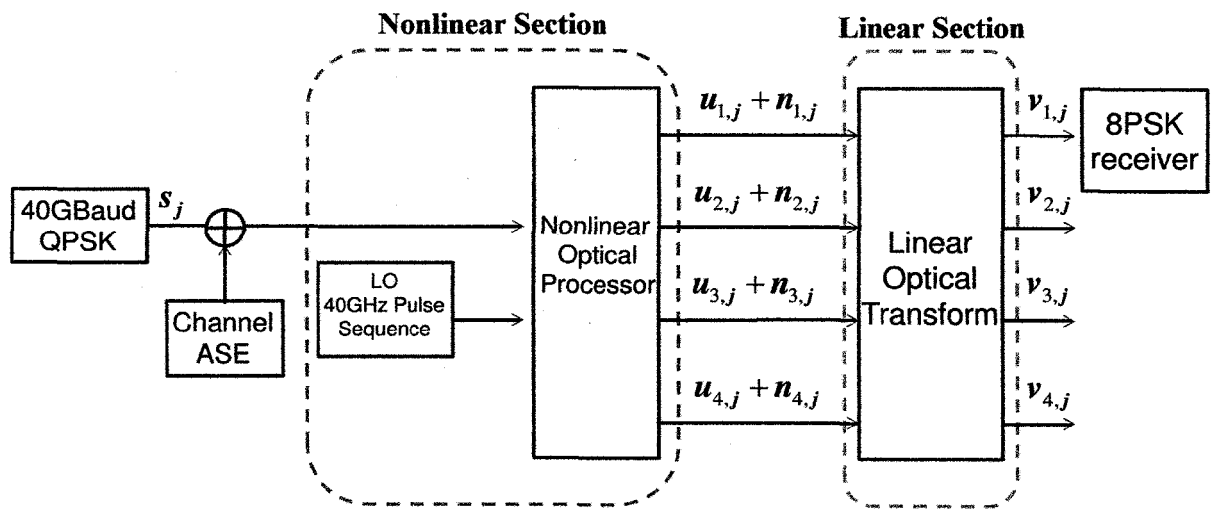 Nonlinear Section
Linear Section
40GBaud
QPSK
s_j
Channel
ASE
LO
40GHz Pulse
Sequence
Nonlinear
Optical
Processor
u_{1,j} + n_{1,j}
u_{2,j} + n_{2,j}
u_{3,j} + n_{3,j}
u_{4,j} + n_{4,j}
Linear
Optical
Transform
v_{1,j}
v_{2,j}
v_{3,j}
v_{4,j}
8PSK
receiver